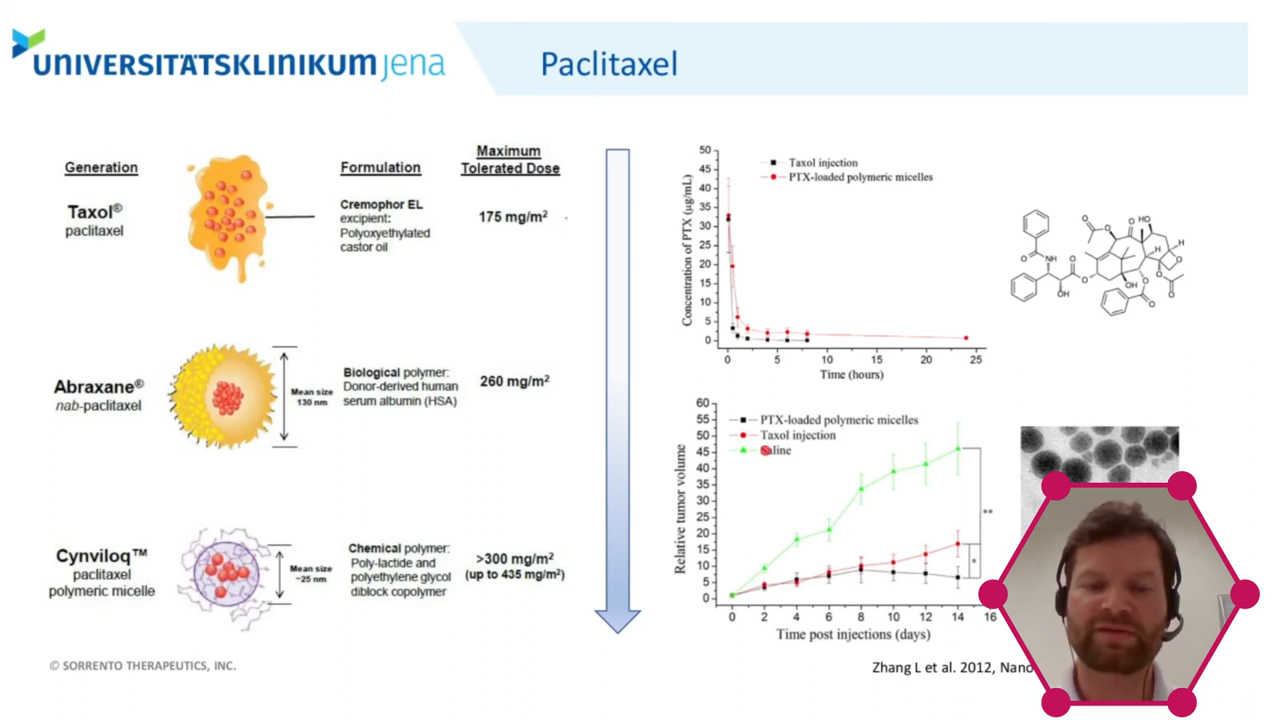 UNIVERSITÄTSKLINIKUM jena
Paclitaxel
Generation
Formulation
Maximum
Tolerated Dose
Taxol®
paclitaxel
Cremophor EL
excipient:
Polyoxyethylated
castor oil
175 mg/m²
Abraxane®
nab-paclitaxel
Mean size
130 nm
Biological polymer:
Donor-derived human
serum albumin (HSA)
260 mg/m²
Cynviloq™
paclitaxel
polymeric micelle
Mean size
~25 nm
Chemical polymer:
Poly-lactide and
polyethylene glycol
diblock copolymer
>300 mg/m²
(up to 435 mg/m²)
© SORRENTO THERAPEUTICS, INC.
Concentration of PTX (µg/mL)
50
45
40
35
30
25
20
15
10
5
0
Taxol injection
PTX-loaded polymeric micelles
0 5 10 15 20 25
Time (hours)
Relative tumor volume
60
55
50
45
40
35
30
25
20
15
10
5
0
PTX-loaded polymeric micelles
Taxol injection
**
*
0 2 4 6 8 10 12 14 16
Time post injections (days)
O
O
O
HO
O
NH
H
H
O
O
O
O
O
OH
OH
O
O
O
Zhang L et al. 2012, Nano